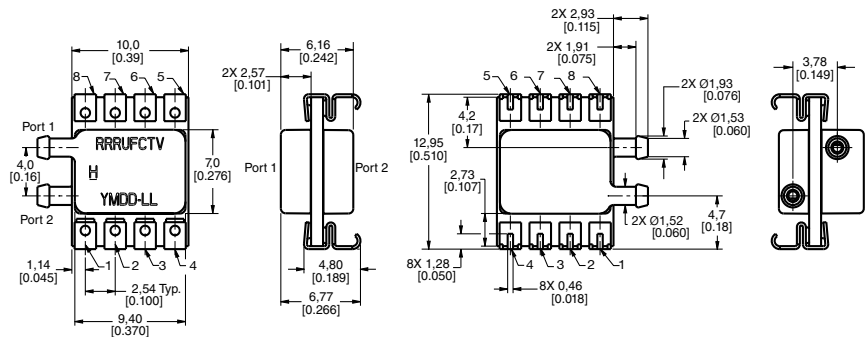 10,0
[0.39]
8 7 6 5
Port 1
RRRUFCTV
H
YMDD-LL
Port 2
4,0
[0.16]
7,0
[0.276]
1 2 3 4
1,14
[0.045]
2,54 Typ.
[0.100]
9,40
[0.370]
6,16
[0.242]
2X 2,57
[0.101]
Port 1
Port 2
4,80
[0.189]
6,77
[0.266]
2X 2,93
[0.115]
2X 1,91
[0.075]
5 6 7 8
4,2
[0.17]
12,95
[0.510]
2X Ø1,93
[0.076]
2X Ø1,53
[0.060]
2,73
[0.107]
2X Ø1,52
[0.060]
4,7
[0.18]
8X 1,28
[0.050]
4 3 2 1
8X 0,46
[0.018]
3,78
[0.149]